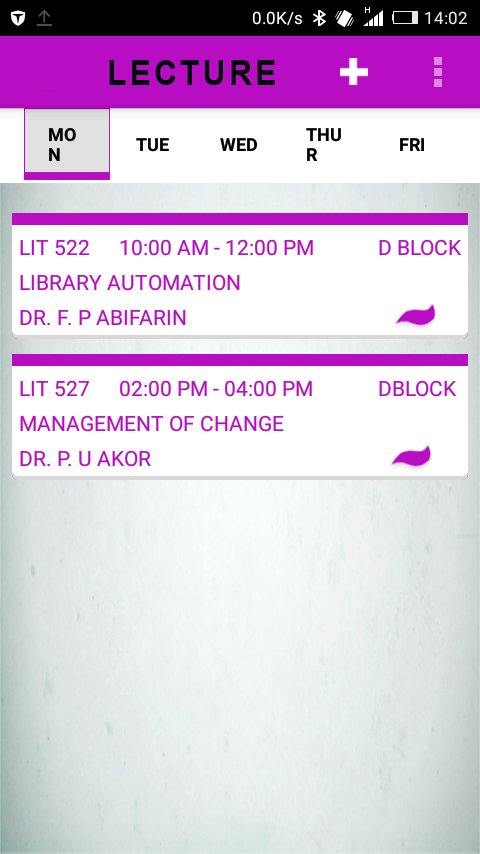 0.0K/s H 14:02
LECTURE
MO
N
TUE
WED
THU
R
FRI
LIT 522 10:00 AM - 12:00 PM D BLOCK
LIBRARY AUTOMATION
DR. F. P ABIFARIN
LIT 527 02:00 PM - 04:00 PM DBLOCK
MANAGEMENT OF CHANGE
DR. P. U AKOR